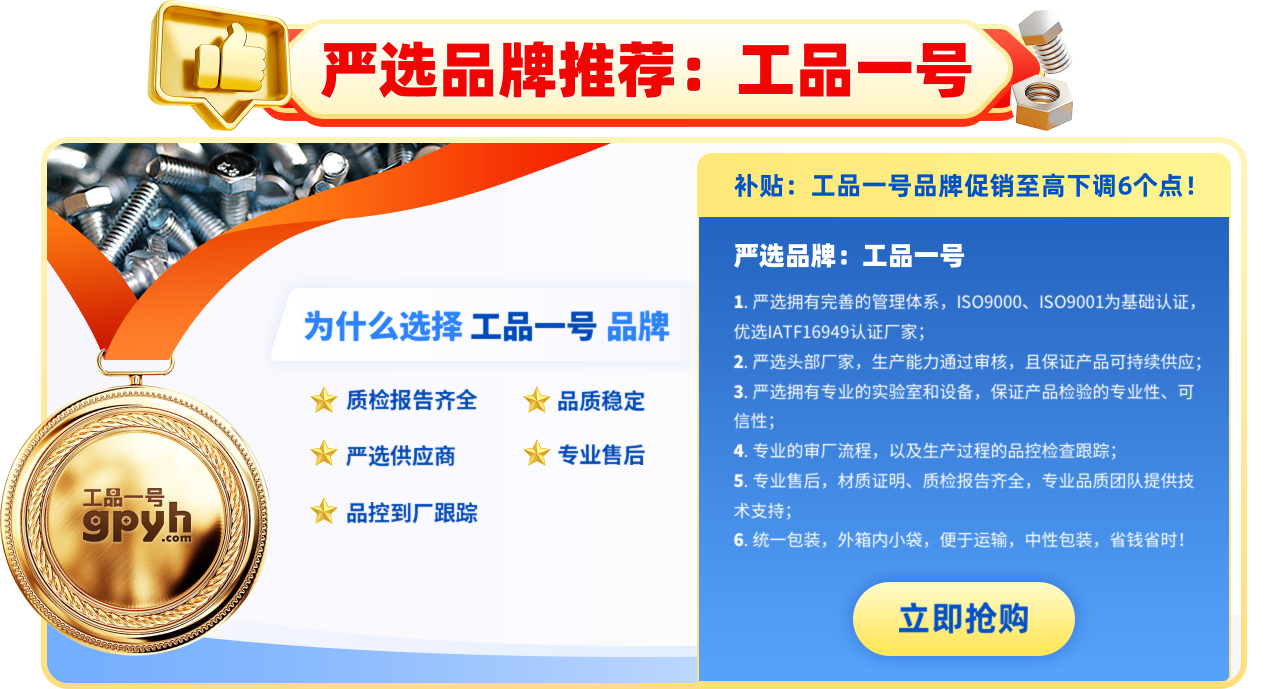 严选品牌推荐：工品一号
为什么选择 工品一号 品牌
质检报告齐全
品质稳定
严选供应商
专业售后
品控到厂跟踪
工品一号
gpyh
.com
补贴：工品一号品牌促销至高下调6个点！
严选品牌：工品一号
1. 严选拥有完善的管理体系，ISO9000、ISO9001为基础认证，
优选IATF16949认证厂家；
2. 严选头部厂家，生产能力通过审核，且保证产品可持续供应；
3. 严选拥有专业的实验室和设备，保证产品检验的专业性、可
信性；
4. 专业的审厂流程，以及生产过程的品控检查跟踪；
5. 专业售后，材质证明、质检报告齐全，专业品质团队提供技
术支持；
6. 统一包装，外箱内小袋，便于运输，中性包装，省钱省时！
立即抢购